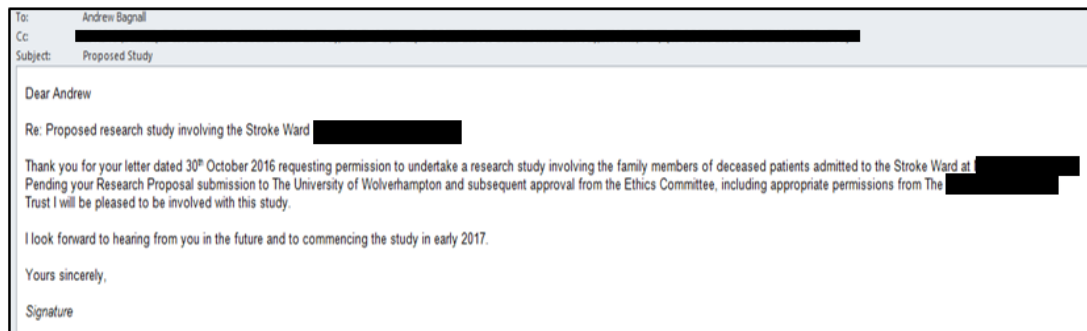 To: Andrew Bagnall
Cc:
Subject: Proposed Study
Dear Andrew
Re: Proposed research study involving the Stroke Ward
Thank you for your letter dated 30th October 2016 requesting permission to undertake a research study involving the family members of deceased patients admitted to the Stroke Ward at
Pending your Research Proposal submission to The University of Wolverhampton and subsequent approval from the Ethics Committee, including appropriate permissions from The
Trust I will be pleased to be involved with this study.
I look forward to hearing from you in the future and to commencing the study in early 2017.
Yours sincerely,
Signature